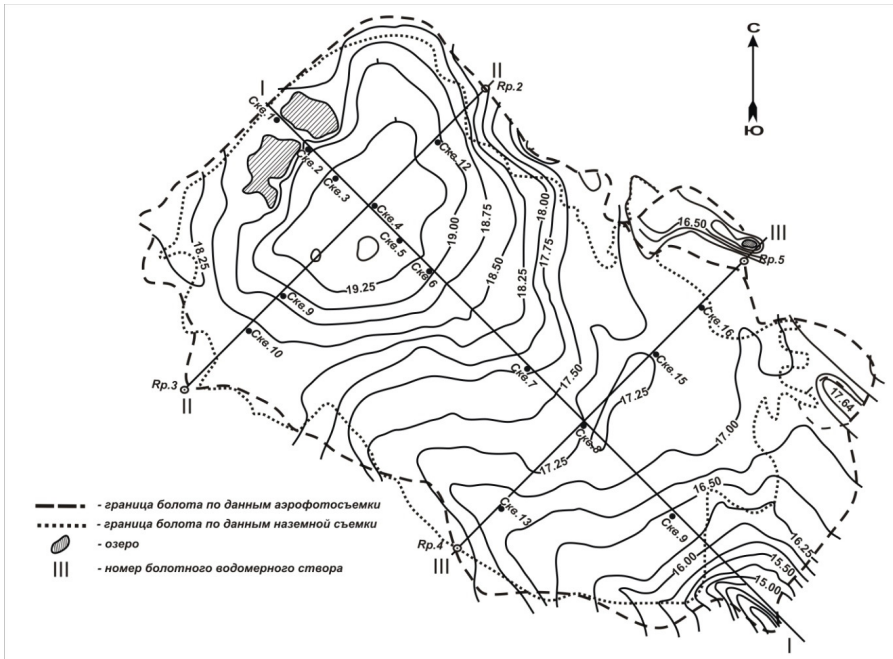 С
Ю
I
Скв.1
II
Rp.2
Скв.2
Скв.12
Скв.3
Скв.4
Скв.5
Скв.6
19.00
18.75
18.50
18.25
18.00
17.75
16.50
III
Rp.5
18.25
19.25
Скв.9
Скв.10
Скв.16
Rp.3
II
Скв.7
17.50
Скв.15
17.25
17.64
Скв.8
17.00
17.25
16.50
Скв.13
Скв.9
Rp.4
III
16.00
16.25
15.50
15.00
I
- граница болота по данным аэрофотосъемки
- граница болота по данным наземной съемки
- озеро
III - номер болотного водомерного створа